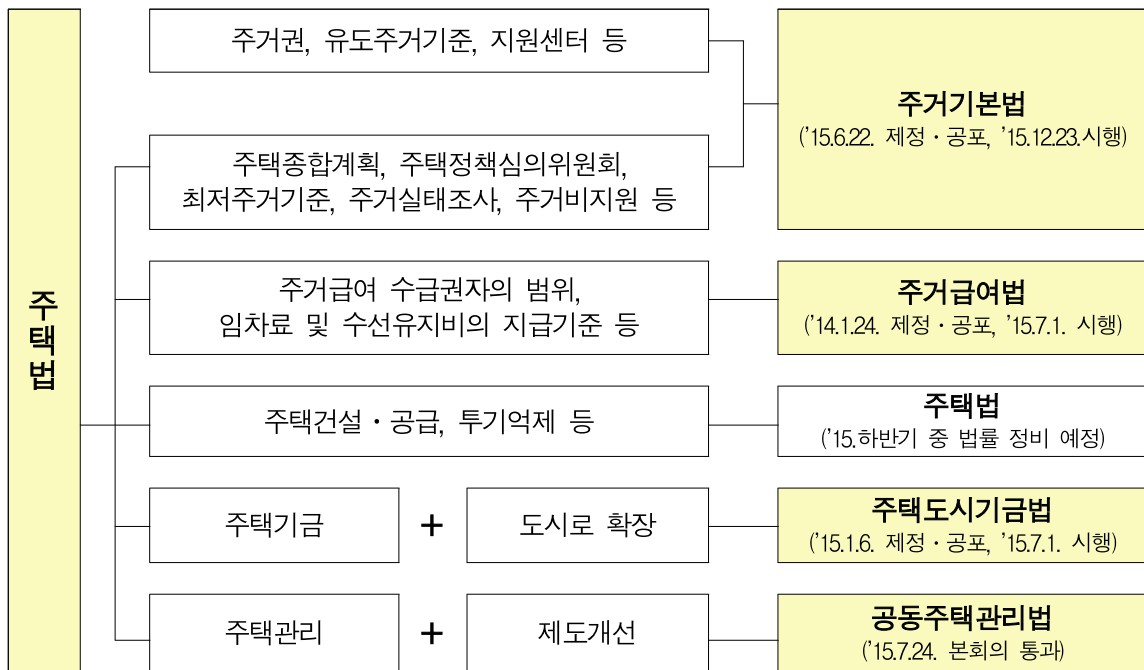 주택법
주거권, 유도주거기준, 지원센터 등
주거기본법
('15.6.22. 제정·공포, '15.12.23.시행)
주택종합계획, 주택정책심의위원회,
최저주거기준, 주거실태조사, 주거비지원 등
주거급여 수급권자의 범위,
임차료 및 수선유지비의 지급기준 등
주거급여법
('14.1.24. 제정·공포, '15.7.1. 시행)
주택건설·공급, 투기억제 등
주택법
('15.하반기 중 법률 정비 예정)
주택기금 + 도시로 확장
주택도시기금법
('15.1.6. 제정·공포, '15.7.1. 시행)
주택관리 + 제도개선
공동주택관리법
('15.7.24. 본회의 통과)